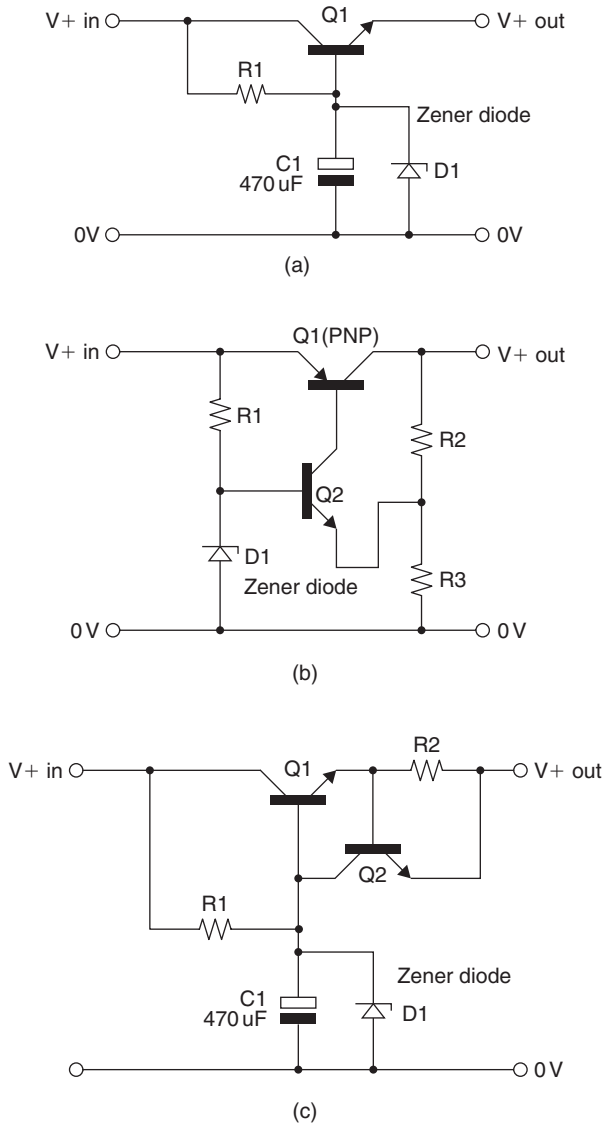 Q1
V+ in
V+ out
R1
Zener diode
C1
470 uF
D1
0V
0V
(a)
Q1(PNP)
V+ in
V+ out
R1
R2
Q2
D1
Zener diode
R3
0 V
0 V
(b)
R2
V+ in
Q1
V+ out
Q2
R1
Zener diode
C1
470 uF
D1
0 V
(c)